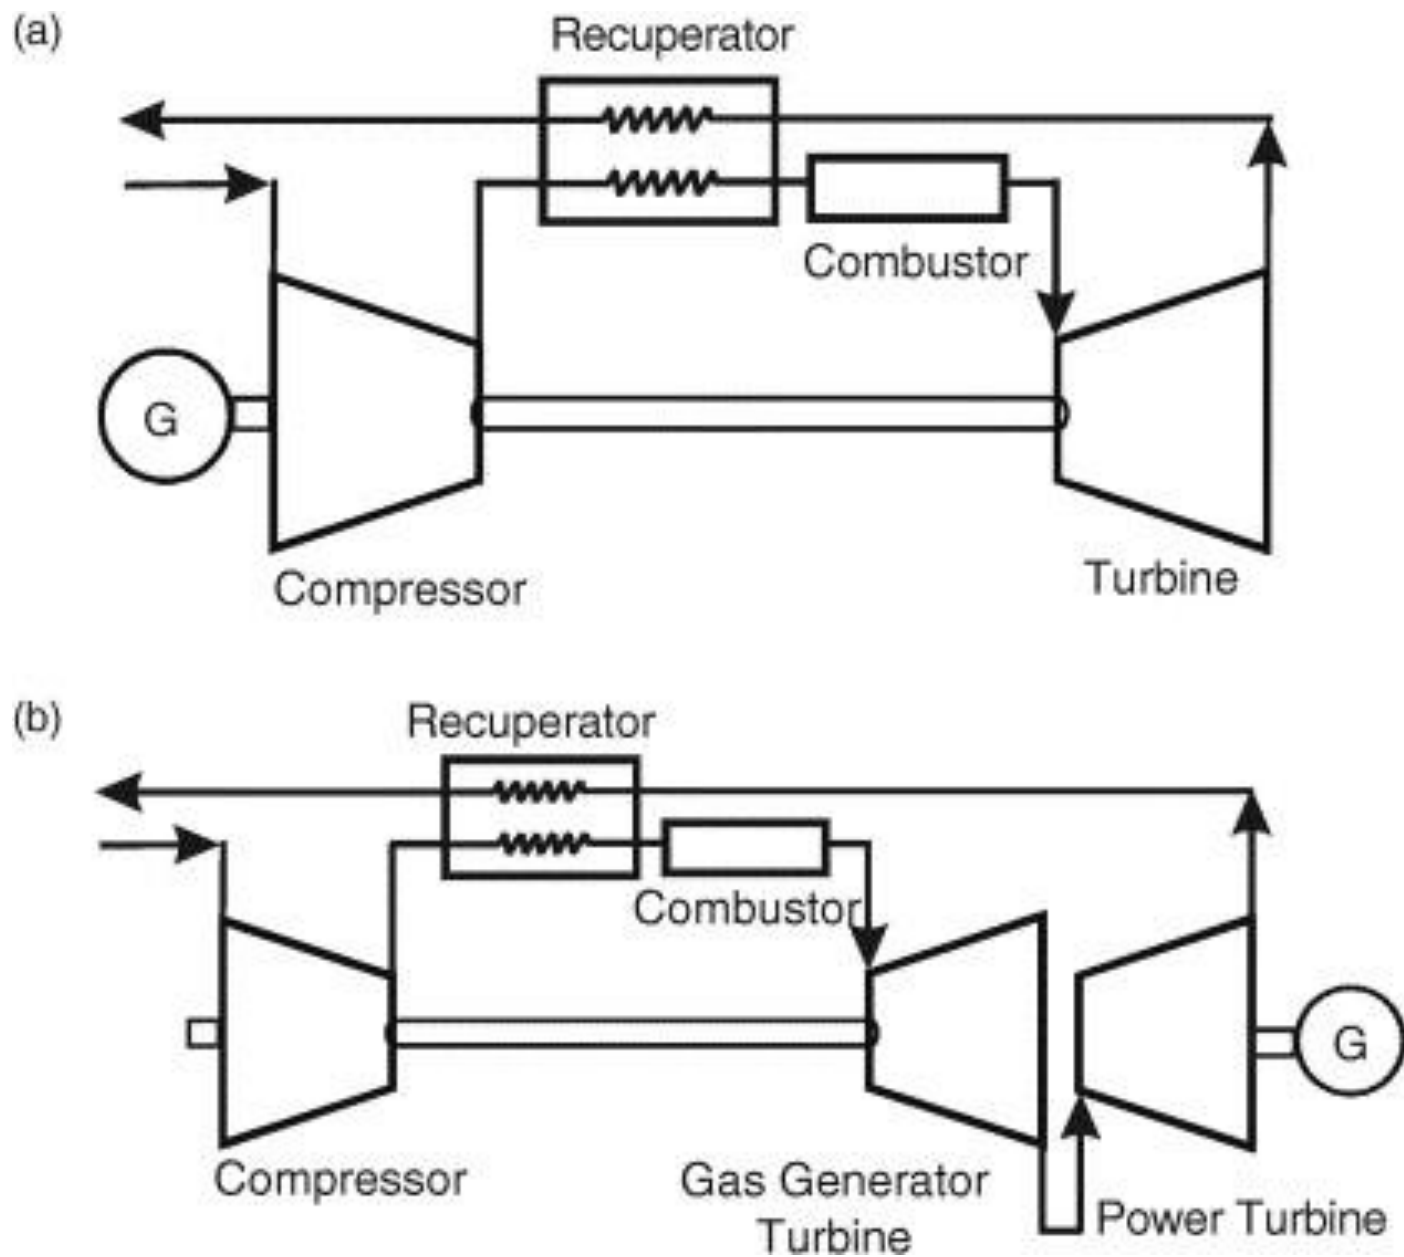 (a)
Recuperator
Combustor
G
Compressor
Turbine
(b)
Recuperator
Combustor
G
Compressor
Gas Generator
Turbine
Power Turbine